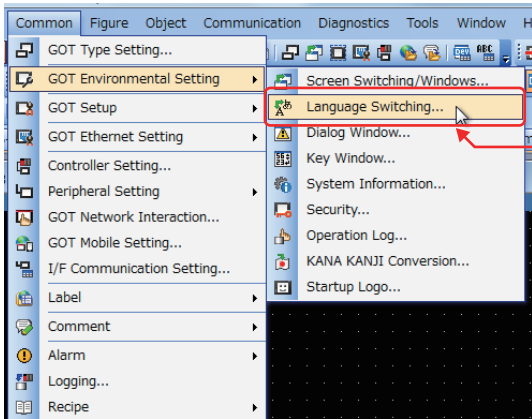 Common Figure Object Communication Diagnostics Tools Window
GOT Type Setting...
GOT Environmental Setting
GOT Setup
GOT Ethernet Setting
Controller Setting...
Peripheral Setting
GOT Network Interaction...
GOT Mobile Setting...
I/F Communication Setting...
Label
Comment
Alarm
Logging...
Recipe
Screen Switching/Windows...
Language Switching...
Dialog Window...
Key Window...
System Information...
Security...
Operation Log...
KANA KANJI Conversion...
Startup Logo...